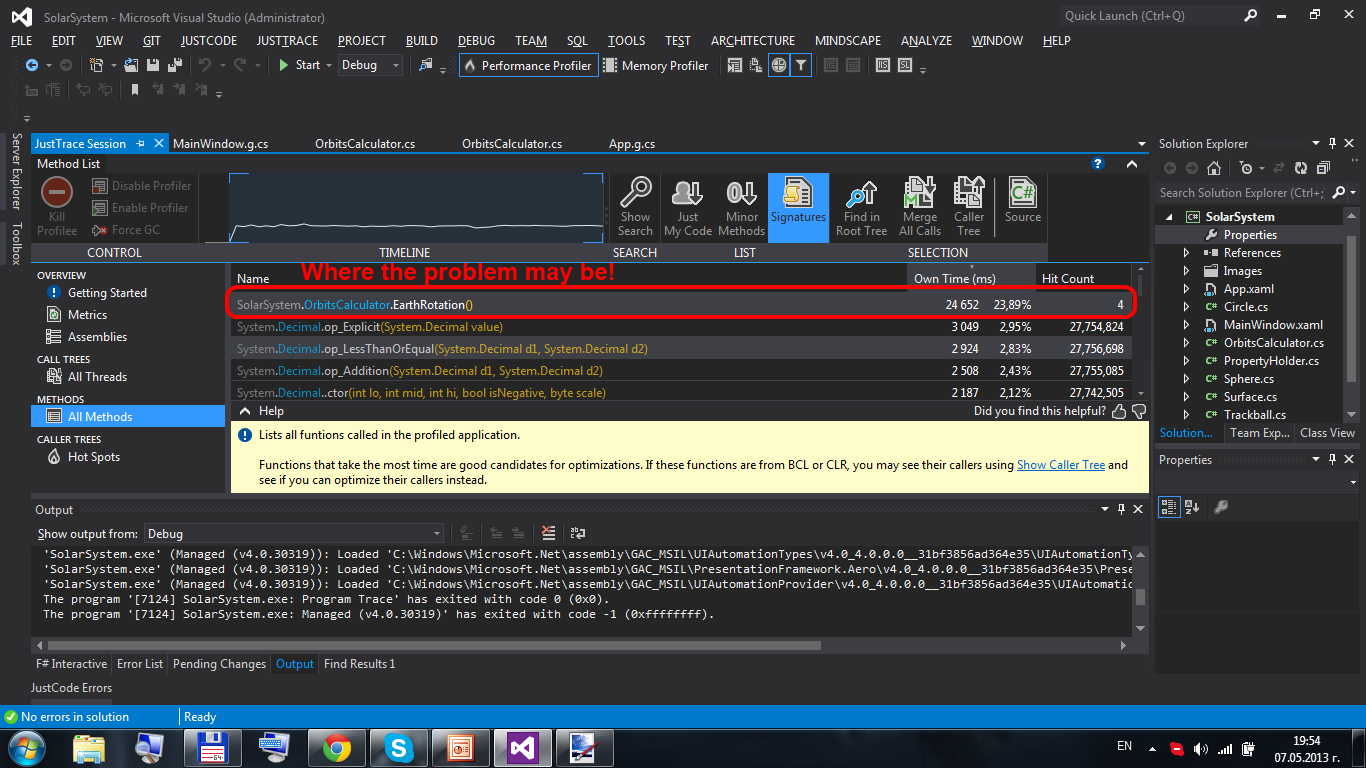 SolarSystem - Microsoft Visual Studio (Administrator)
Quick Launch (Ctrl+Q)
FILE EDIT VIEW GIT JUSTCODE JUSTTRACE PROJECT BUILD DEBUG TEAM SQL TOOLS TEST ARCHITECTURE MINDSCAPE ANALYZE WINDOW HELP
Start Debug Performance Profiler Memory Profiler
Server Explorer
Toolbox
JustTrace Session MainWindow.g.cs OrbitsCalculator.cs OrbitsCalculator.cs App.g.cs
Method List
Kill Profilee
Disable Profiler
Enable Profiler
Force GC
Show Search
Just My Code
Minor Methods
Signatures
Find in Root Tree
Merge All Calls
Caller Tree
Source
CONTROL TIMELINE SEARCH LIST SELECTION
OVERVIEW
Getting Started
Metrics
Assemblies
CALL TREES
All Threads
METHODS
All Methods
CALLER TREES
Hot Spots
Where the problem may be!
Name Own Time (ms) Hit Count
SolarSystem.OrbitsCalculator.EarthRotation() 24 652 23,89% 4
System.Decimal.op_Explicit(System.Decimal value) 3 049 2,95% 27,754,824
System.Decimal.op_LessThanOrEqual(System.Decimal d1, System.Decimal d2) 2 924 2,83% 27,756,698
System.Decimal.op_Addition(System.Decimal d1, System.Decimal d2) 2 508 2,43% 27,755,085
System.Decimal..ctor(int lo, int mid, int hi, bool isNegative, byte scale) 2 187 2,12% 27,742,505
Help Did you find this helpful?
Lists all funtions called in the profiled application.
Functions that take the most time are good candidates for optimizations. If these functions are from BCL or CLR, you may see their callers using Show Caller Tree and
see if you can optimize their callers instead.
Solution Explorer
Search Solution Explorer (Ctrl+;
SolarSystem
Properties
References
Images
App.xaml
Circle.cs
MainWindow.xaml
OrbitsCalculator.cs
PropertyHolder.cs
Sphere.cs
Surface.cs
Trackball.cs
Solution... Team Exp... Class View
Properties
Output
Show output from: Debug
'SolarSystem.exe' (Managed (v4.0.30319)): Loaded 'C:\Windows\Microsoft.Net\assembly\GAC_MSIL\UIAutomationTypes\v4.0_4.0.0.0__31bf3856ad364e35\UIAutomationTy
'SolarSystem.exe' (Managed (v4.0.30319)): Loaded 'C:\Windows\Microsoft.Net\assembly\GAC_MSIL\PresentationFramework.Aero\v4.0_4.0.0.0__31bf3856ad364e35\Prese
'SolarSystem.exe' (Managed (v4.0.30319)): Loaded 'C:\Windows\Microsoft.Net\assembly\GAC_MSIL\UIAutomationProvider\v4.0_4.0.0.0__31bf3856ad364e35\UIAutomati
The program '[7124] SolarSystem.exe: Program Trace' has exited with code 0 (0x0).
The program '[7124] SolarSystem.exe: Managed (v4.0.30319)' has exited with code -1 (0xffffffff).
F# Interactive Error List Pending Changes Output Find Results 1
JustCode Errors
No errors in solution Ready
EN
19:54
07.05.2013 г.